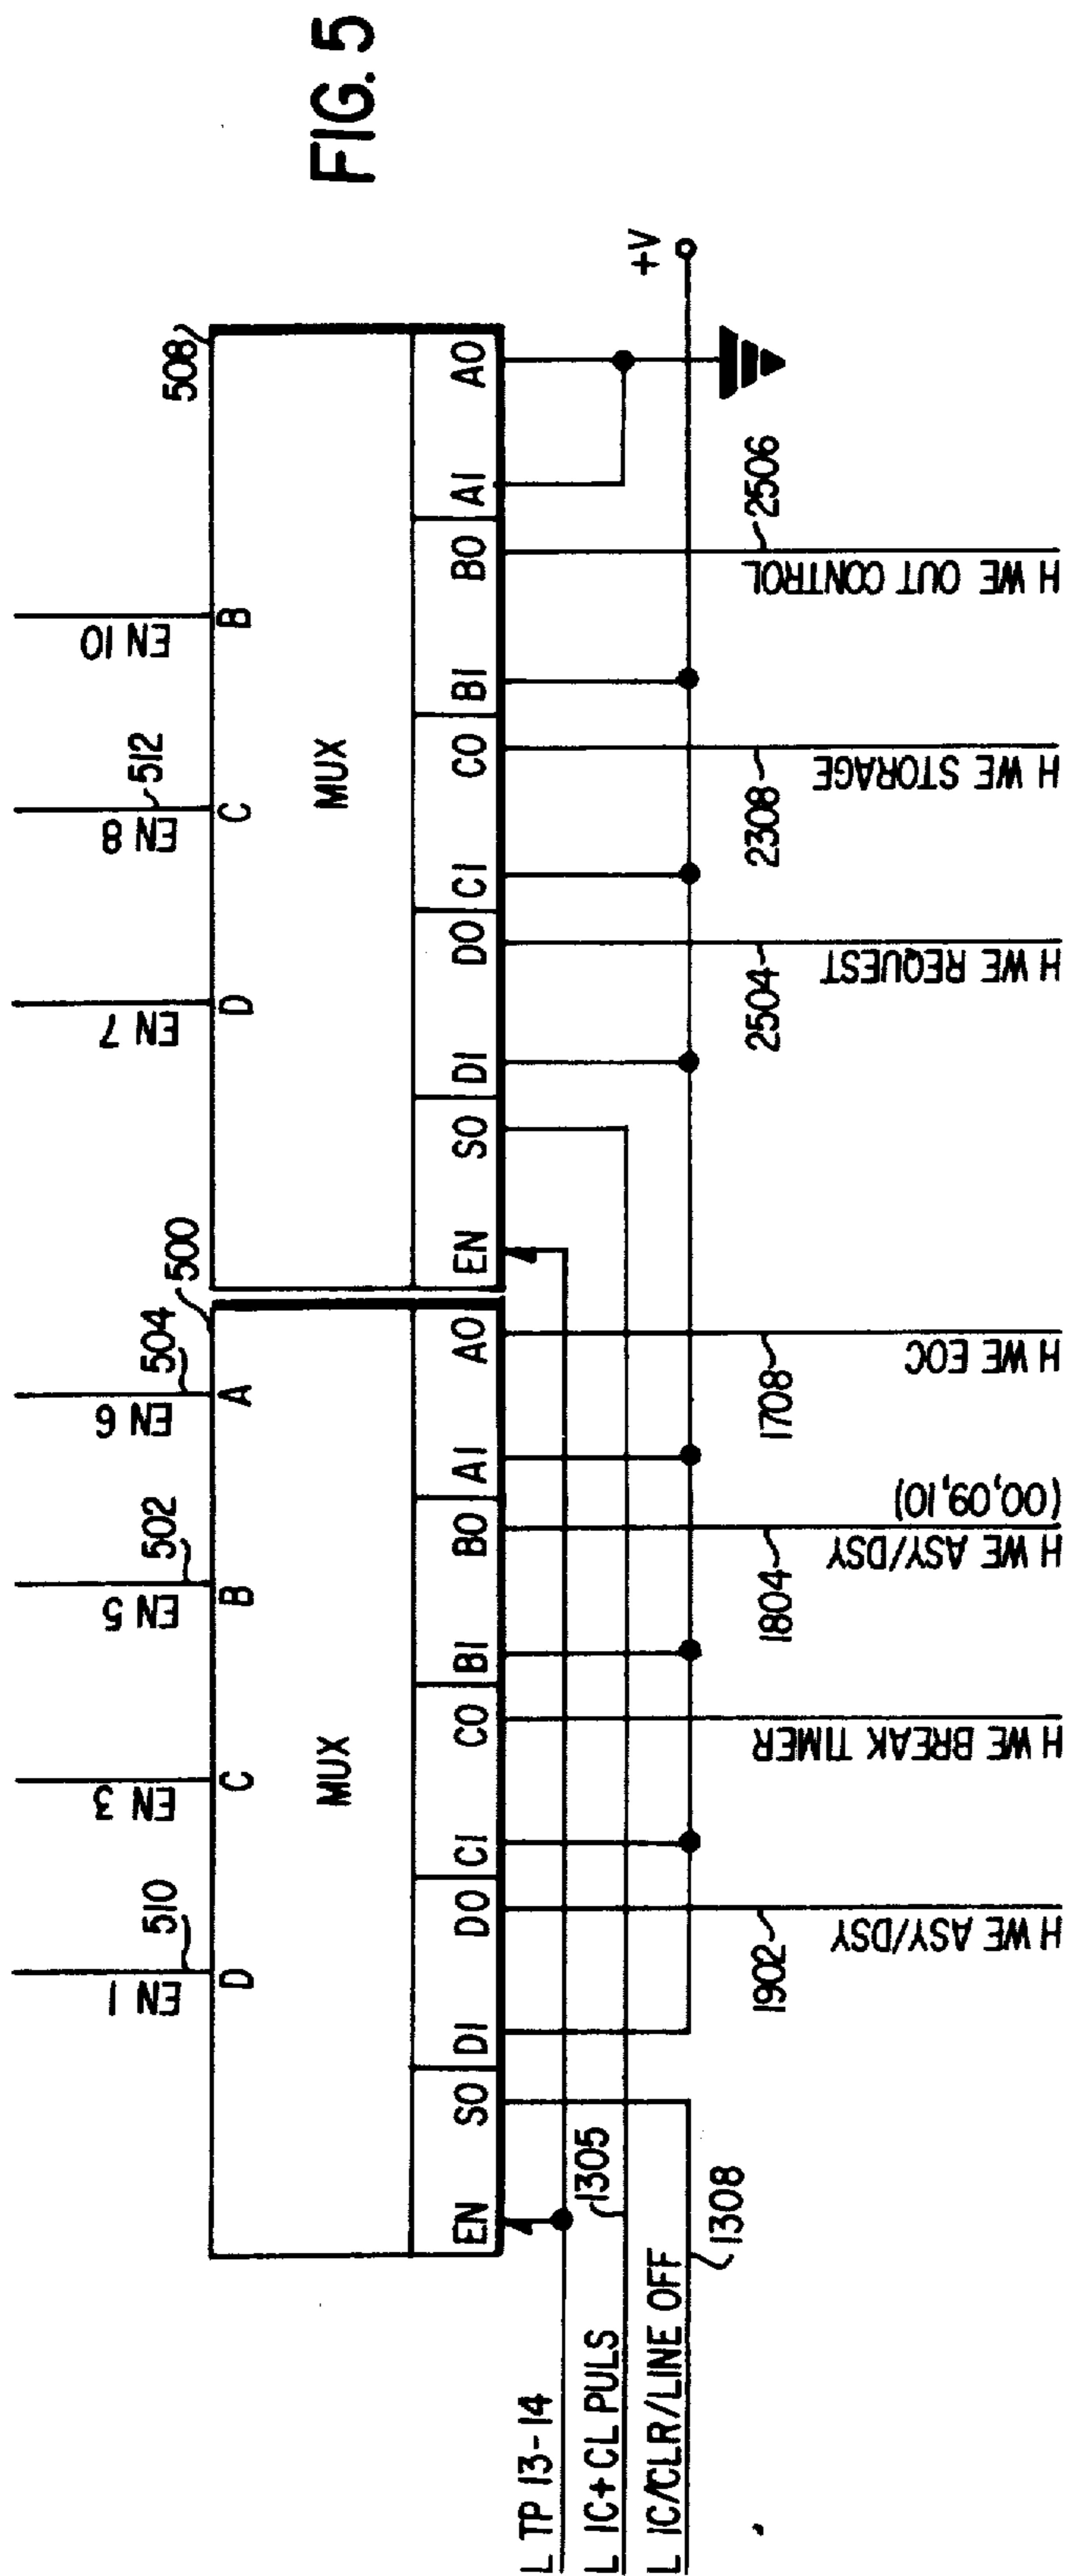 FIG. 5
EN 1
510
EN 3
EN 5
502
EN 6
504
500
EN 7
EN 8
512
EN 10
508
D
C
B
A
D
C
B
MUX
MUX
EN
S0
D1
D0
C1
C0
B1
B0
A1
A0
EN
S0
D1
D0
C1
C0
B1
B0
A1
A0
L TP 13-14
L IC+CL PULS
1305
L IC/CLR/LINE OFF
1308
+V
1902
H WE ASY/DSY
H WE BREAK TIMER
1804
H WE ASY/DSY
(00,09,10)
1708
H WE EOC
2504
H WE REQUEST
2308
H WE STORAGE
2506
H WE OUT CONTROL